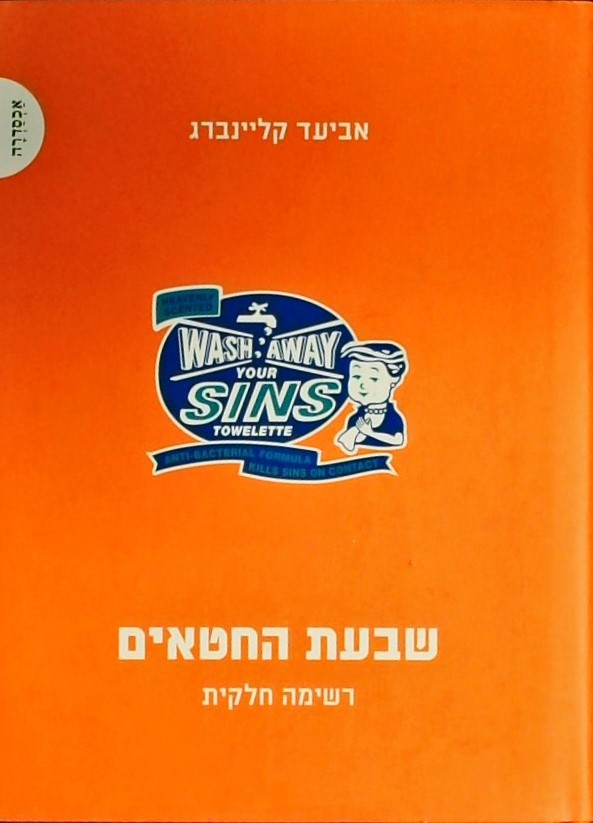 אַכְסַדְרָה
אביעד קליינברג
HEAVENLY
SCENTED
WASH AWAY
YOUR
SINS
TOWELETTE
ANTI-BACTERIAL FORMULA
KILLS SINS ON CONTACT
שבעת החטאים
רשימה חלקית